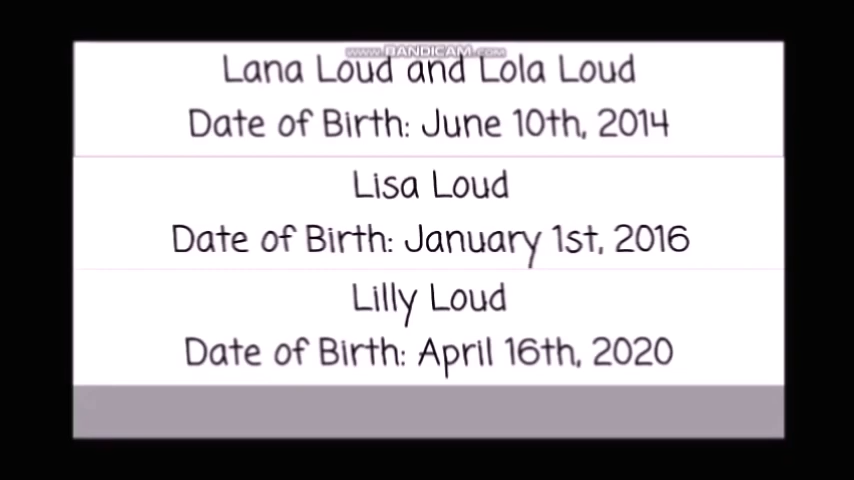 www.BANDICAM.com
Lana Loud and Lola Loud
Date of Birth: June 10th, 2014
Lisa Loud
Date of Birth: January 1st, 2016
Lilly Loud
Date of Birth: April 16th, 2020